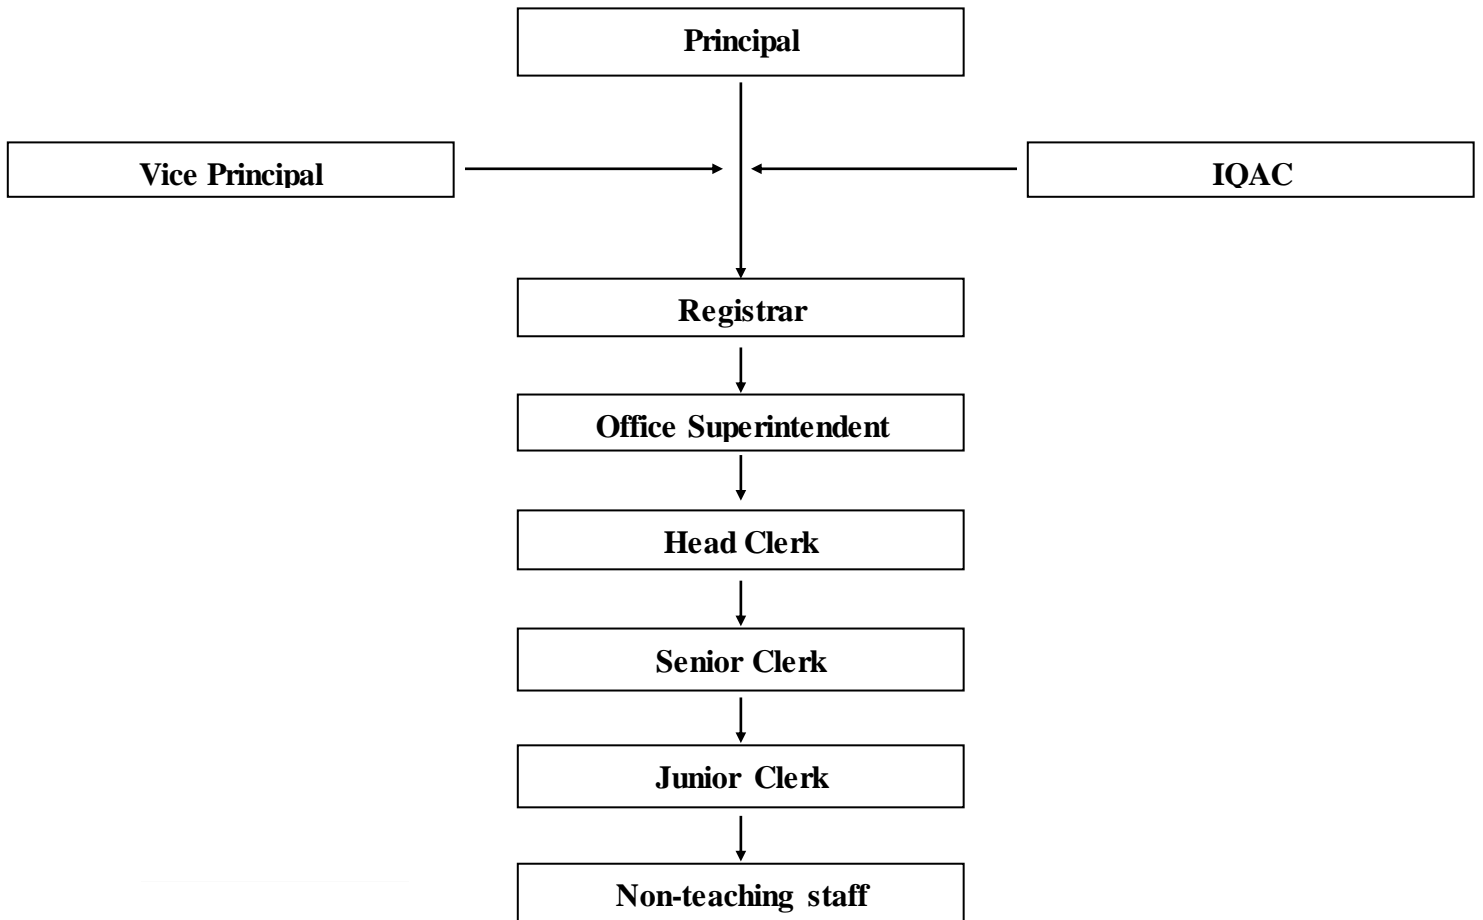 Principal
Vice Principal
IQAC
Registrar
Office Superintendent
Head Clerk
Senior Clerk
Junior Clerk
Non-teaching staff